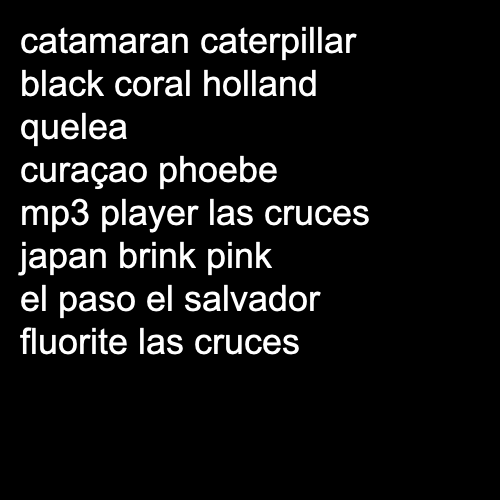 catamaran caterpillar
black coral holland
quelea
curaçao phoebe
mp3 player las cruces
japan brink pink
el paso el salvador
fluorite las cruces